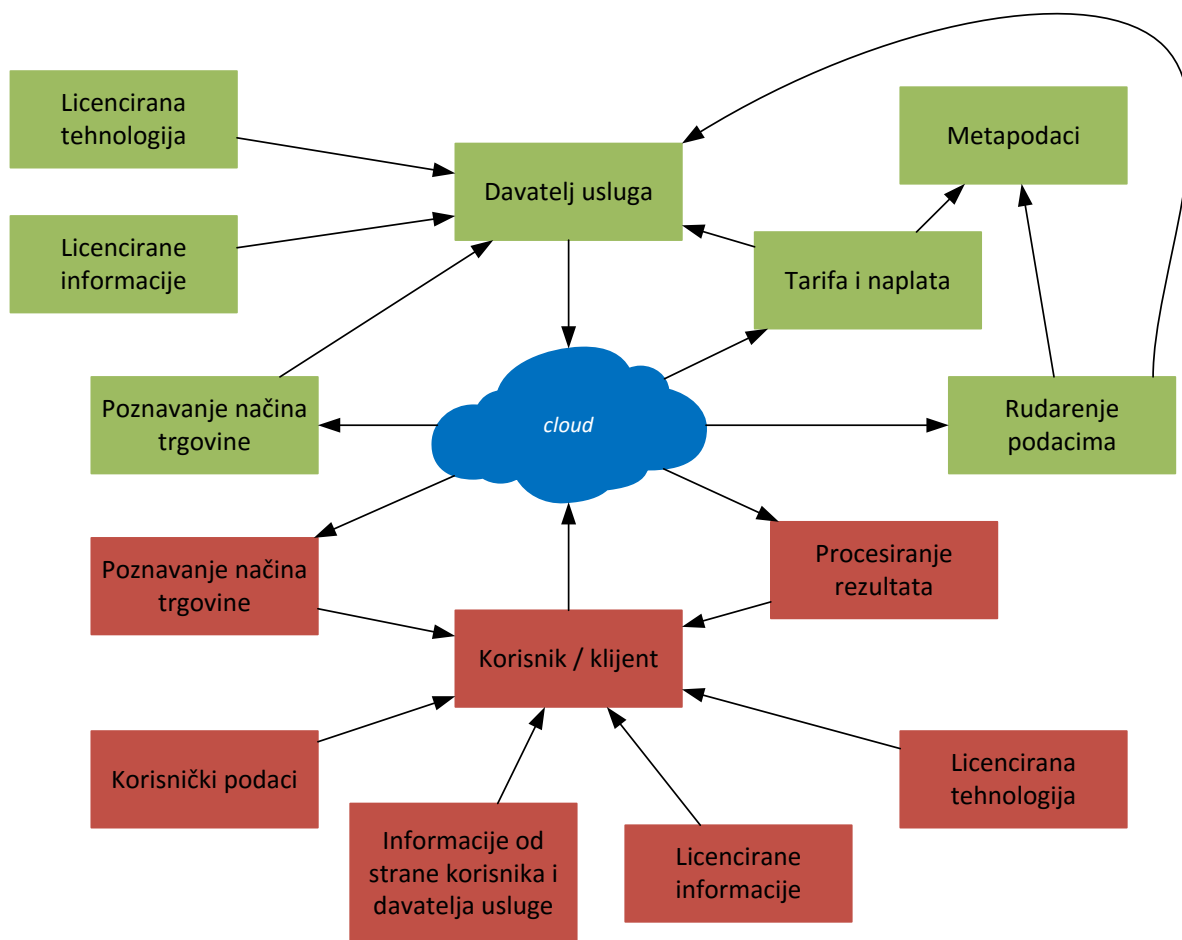 Licencirana
tehnologija
Metapodaci
Davatelj usluga
Licencirane
informacije
Tarifa i naplata
Poznavanje načina
trgovine
cloud
Rudarenje
podacima
Poznavanje načina
trgovine
Procesiranje
rezultata
Korisnik / klijent
Korisnički podaci
Licencirana
tehnologija
Informacije od
strane korisnika i
davatelja usluge
Licencirane
informacije